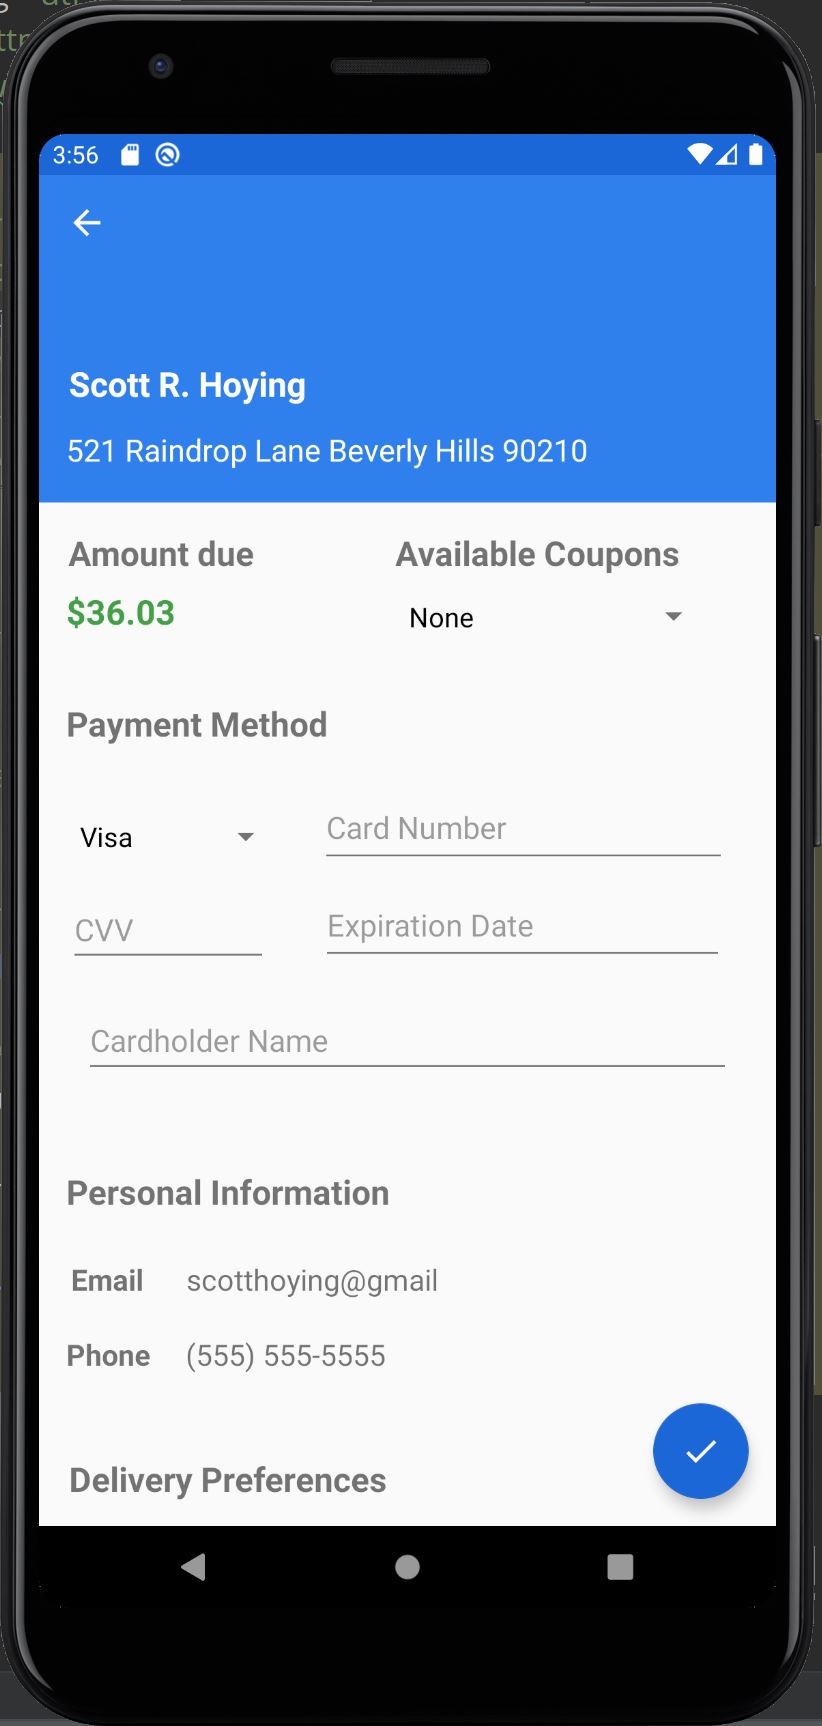 3:56
Scott R. Hoying
521 Raindrop Lane Beverly Hills 90210
Amount due
Available Coupons
$36.03
None
Payment Method
Visa
Card Number
CVV
Expiration Date
Cardholder Name
Personal Information
Email scotthoying@gmail
Phone (555) 555-5555
Delivery Preferences